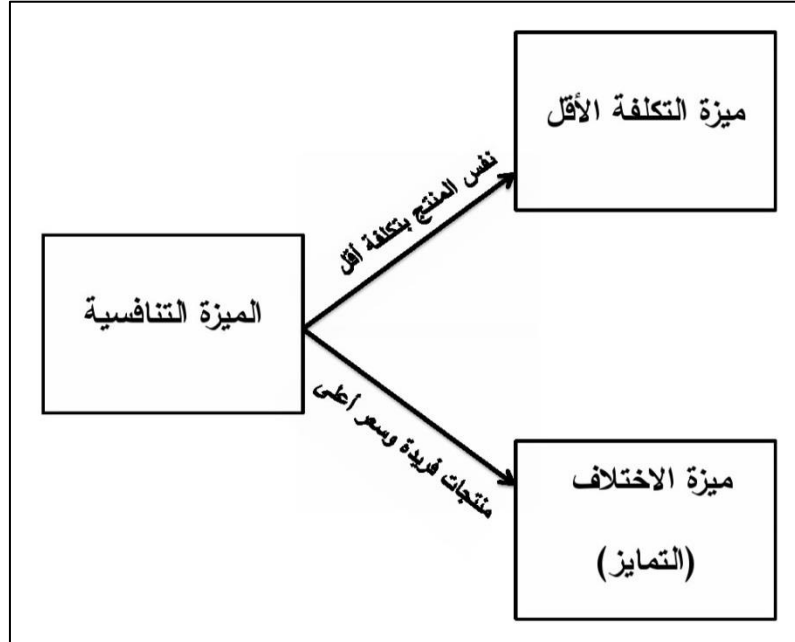 ميزة التكلفة الأقل
نفس المنتج بتكلفة أقل
الميزة التنافسية
منتجات فريدة وسعر أعلى
ميزة الاختلاف
(التمايز)